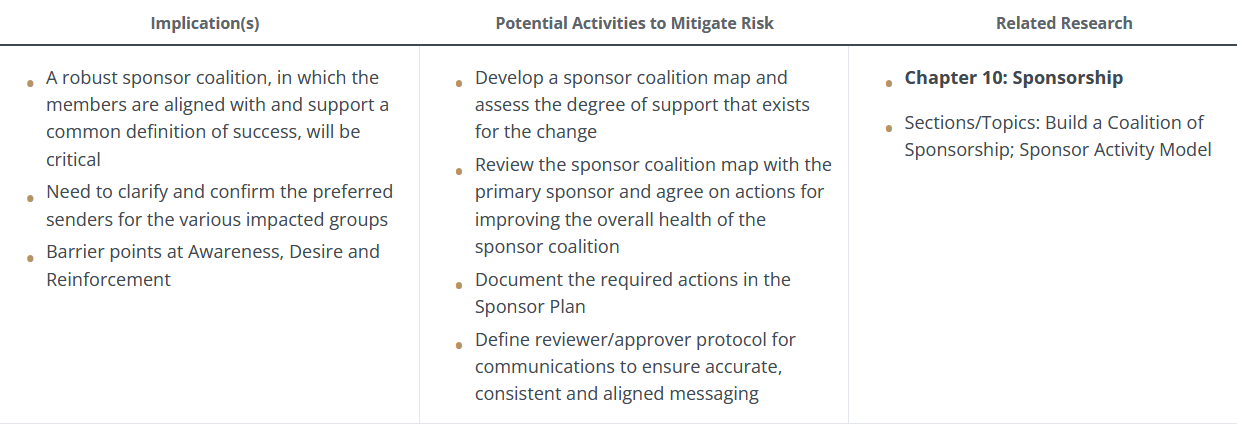 Implication(s)
Potential Activities to Mitigate Risk
Related Research
A robust sponsor coalition, in which the
members are aligned with and support a
common definition of success, will be
critical
Need to clarify and confirm the preferred
senders for the various impacted groups
Barrier points at Awareness, Desire and
Reinforcement
Develop a sponsor coalition map and
assess the degree of support that exists
for the change
Review the sponsor coalition map with the
primary sponsor and agree on actions for
improving the overall health of the
sponsor coalition
Document the required actions in the
Sponsor Plan
Define reviewer/approver protocol for
communications to ensure accurate,
consistent and aligned messaging
Chapter 10: Sponsorship
Sections/Topics: Build a Coalition of
Sponsorship; Sponsor Activity Model